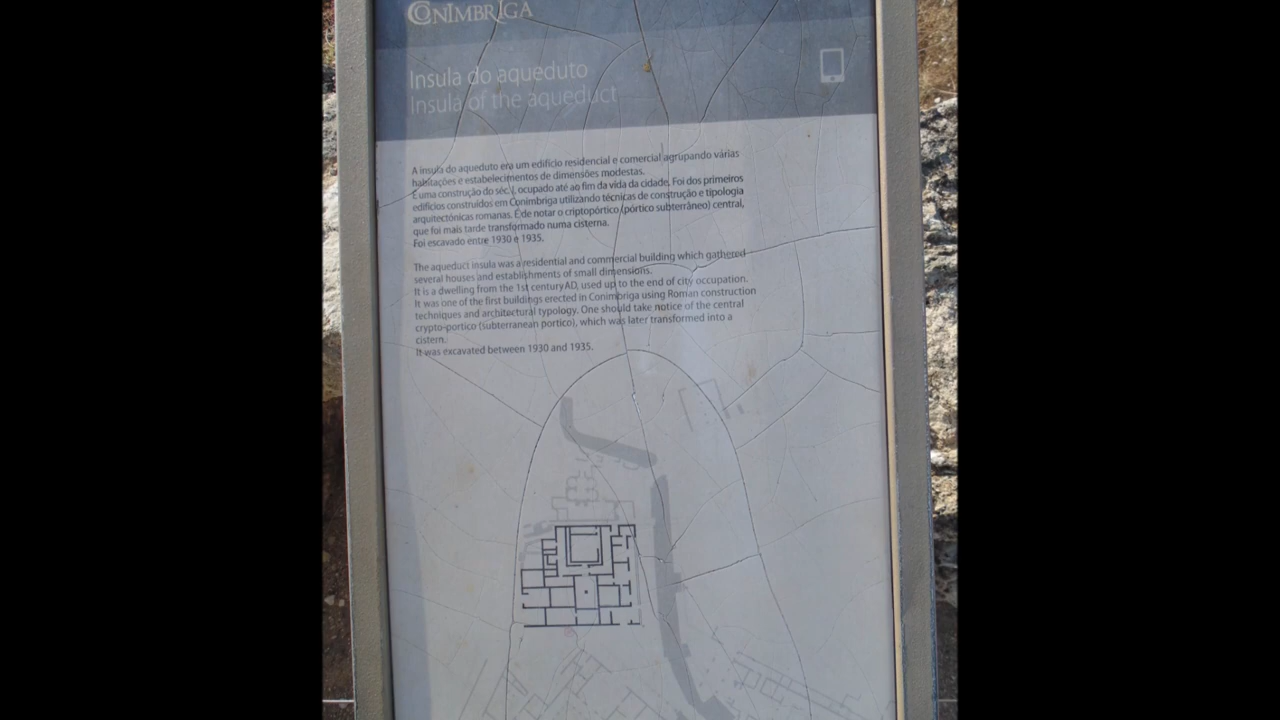 CONIMBRIGA
Insula do aqueduto
Insula of the aqueduct
A insula do aqueduto era um edifício residencial e comercial agrupando várias
habitações e estabelecimentos de dimensões modestas.
É uma construção do séc. I, ocupado até ao fim da vida da cidade. Foi dos primeiros
edifícios construídos em Conimbriga utilizando técnicas de construção e tipologia
arquitectónicas romanas. É de notar o criptopórtico (pórtico subterrâneo) central,
que foi mais tarde transformado numa cisterna.
Foi escavado entre 1930 e 1935.
The aqueduct insula was a residential and commercial building which gathered
several houses and establishments of small dimensions.
It is a dwelling from the 1st century AD, used up to the end of city occupation.
It was one of the first buildings erected in Conimbriga using Roman construction
techniques and architectural typology. One should take notice of the central
crypto-portico (subterranean portico), which was later transformed into a
cistern.
It was excavated between 1930 and 1935.